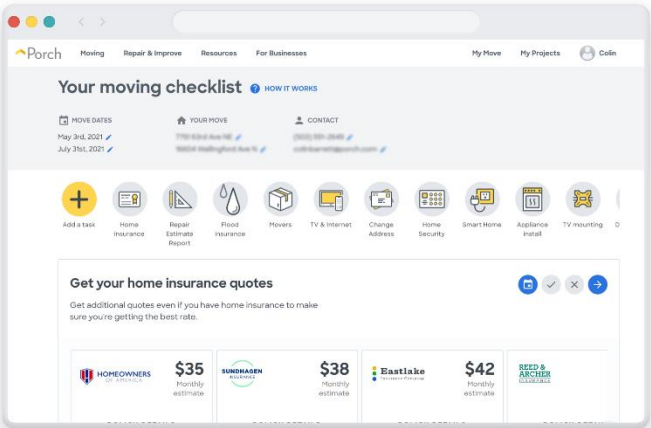 Porch Moving Repair & Improve Resources For Businesses My Move My Projects Colin
Your moving checklist ? HOW IT WORKS
MOVE DATES YOUR MOVE CONTACT
May 3rd, 2021
July 31st, 2021
Add a task Home Insurance Repair Estimate Report Flood Insurance Movers TV & Internet Change Address Home Security Smart Home Appliance Install TV mounting D
Get your home insurance quotes
Get additional quotes even if you have home insurance to make
sure you're getting the best rate.
HOMEOWNERS OF AMERICA $35 Monthly estimate
SUNDHAGEN INSURANCE $38 Monthly estimate
Eastlake $42 Monthly estimate
REED & ARCHER INSURANCE